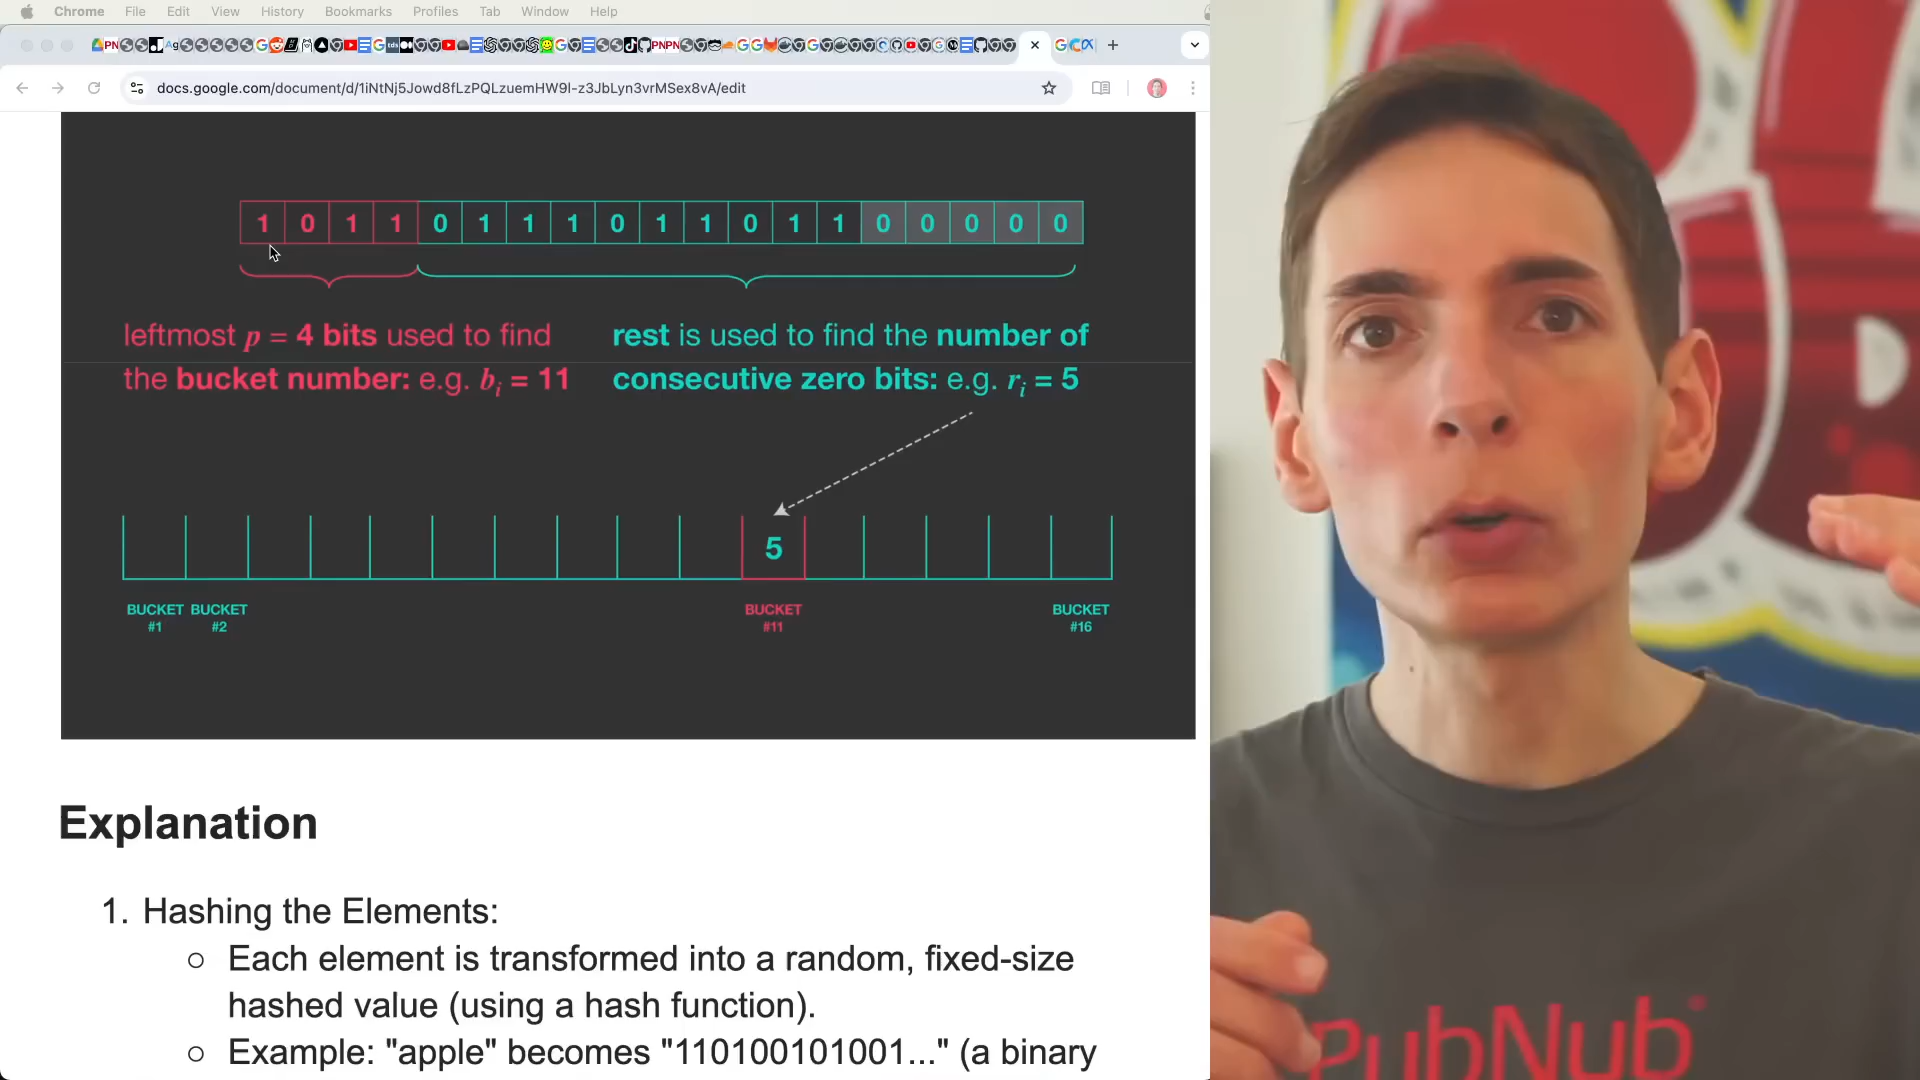 Chrome File Edit View History Bookmarks Profiles Tab Window Help
docs.google.com/document/d/1iNtNj5Jowd8fLzPQLzuemHW9l-z3JbLyn3vrMSex8vA/edit
1 0 1 1 0 1 1 1 0 1 1 0 1 1 0 0 0 0 0
leftmost p = 4 bits used to find
the bucket number: e.g. bi = 11
rest is used to find the number of
consecutive zero bits: e.g. ri = 5
5
BUCKET #1
BUCKET #2
BUCKET #11
BUCKET #16
Explanation
1. Hashing the Elements:
○ Each element is transformed into a random, fixed-size
hashed value (using a hash function).
○ Example: "apple" becomes "110100101001..." (a binary
PubNub